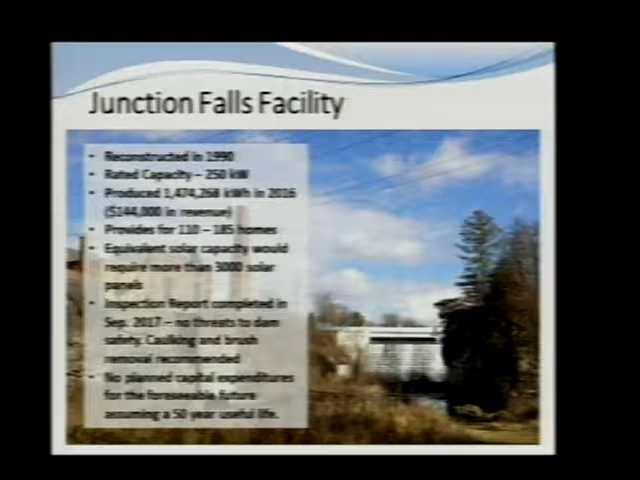 Junction Falls Facility
• Reconstructed in 1990
• Rated Capacity – 250 kW
• Produced 1,474,268 kWh in 2016
($144,000 in revenue)
• Provides for 110 – 185 homes
• Equivalent solar capacity would
require more than 3000 solar
panels
• Inspection Report completed in
Sep. 2017 – no threats to dam
safety. Caulking and brush
removal recommended
• No planned capital expenditures
for the foreseeable future
assuming a 50 year useful life.